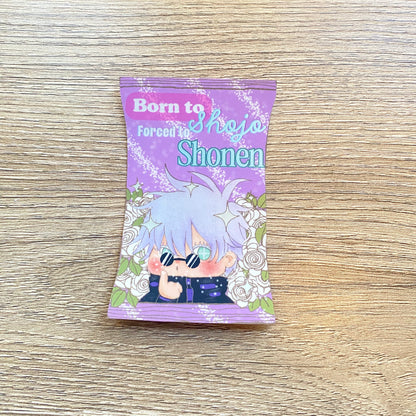 Born to
Shojo
Forced to
Shonen